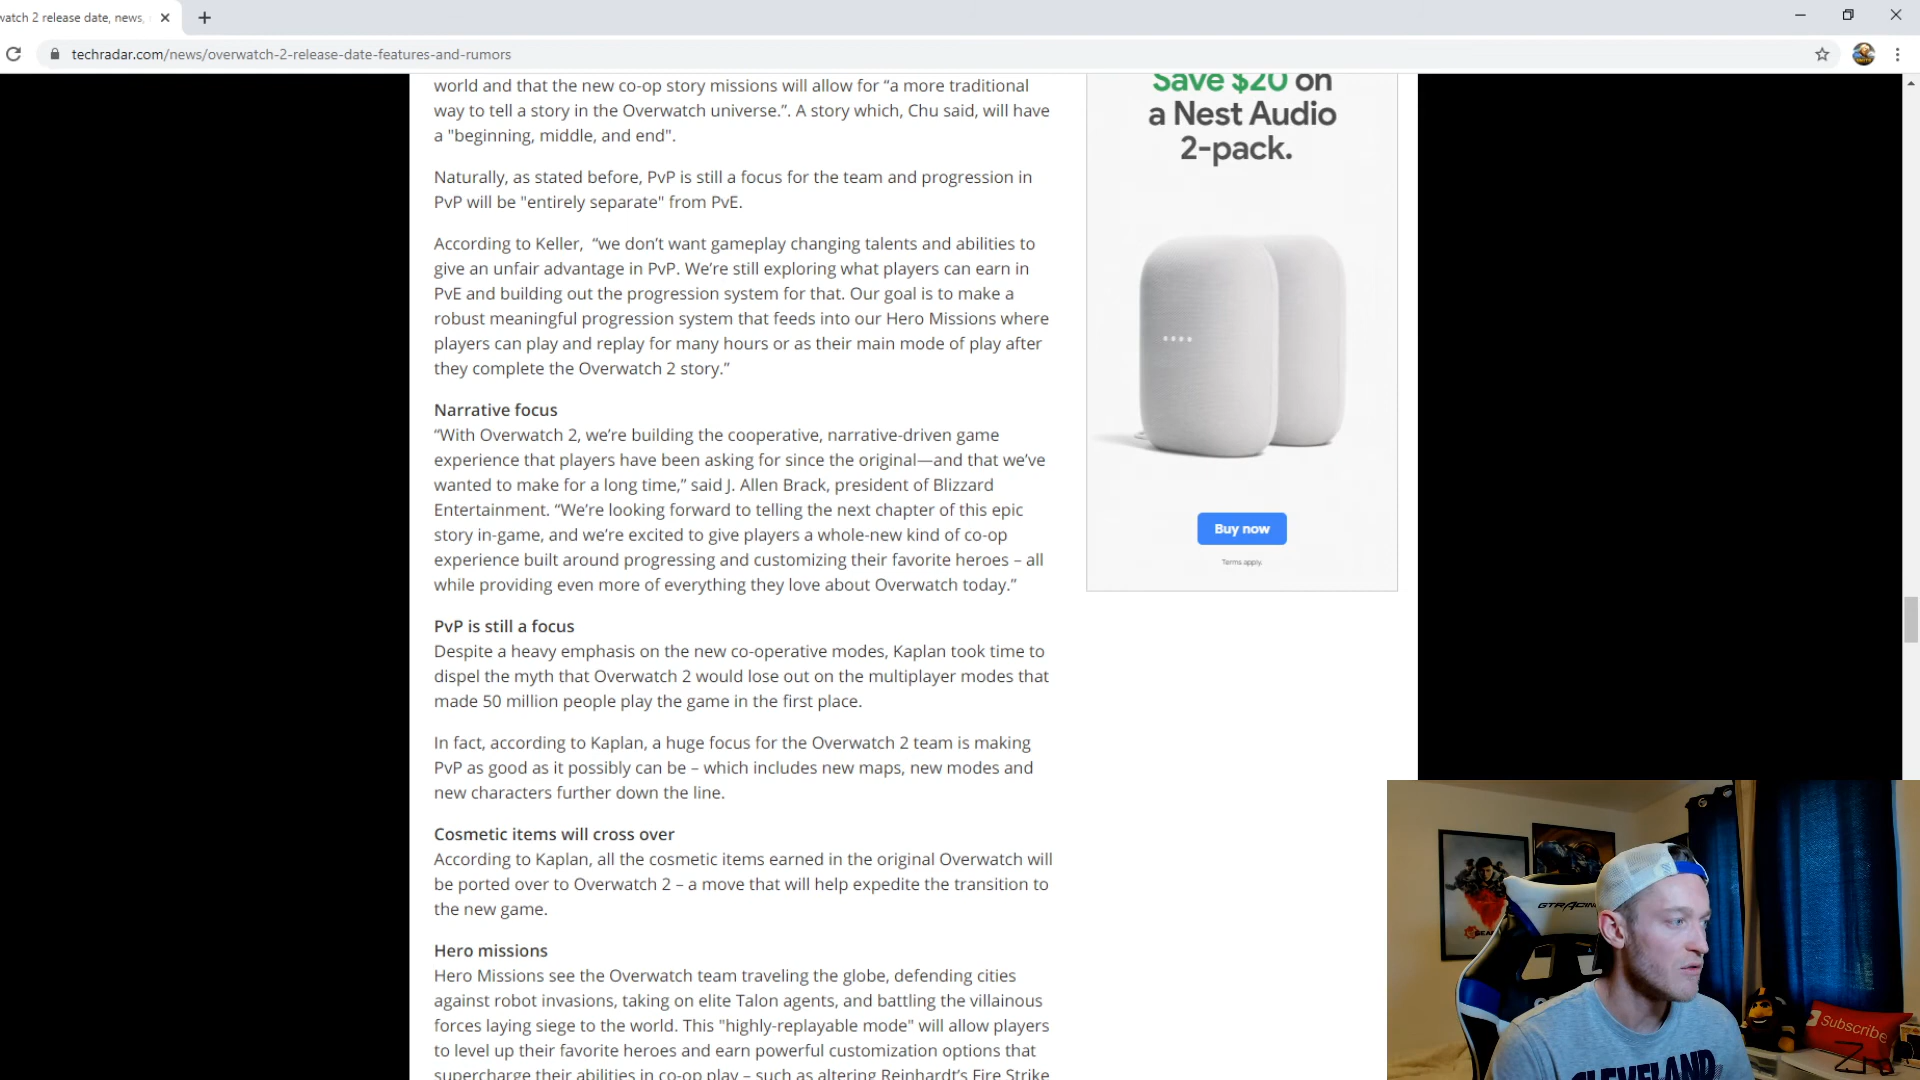 watch 2 release date, news,
techradar.com/news/overwatch-2-release-date-features-and-rumors
world and that the new co-op story missions will allow for “a more traditional
way to tell a story in the Overwatch universe.”. A story which, Chu said, will have
a "beginning, middle, and end".
Naturally, as stated before, PvP is still a focus for the team and progression in
PvP will be "entirely separate" from PvE.
According to Keller,  “we don’t want gameplay changing talents and abilities to
give an unfair advantage in PvP. We’re still exploring what players can earn in
PvE and building out the progression system for that. Our goal is to make a
robust meaningful progression system that feeds into our Hero Missions where
players can play and replay for many hours or as their main mode of play after
they complete the Overwatch 2 story.”
Narrative focus
“With Overwatch 2, we’re building the cooperative, narrative-driven game
experience that players have been asking for since the original—and that we’ve
wanted to make for a long time,” said J. Allen Brack, president of Blizzard
Entertainment. “We’re looking forward to telling the next chapter of this epic
story in-game, and we’re excited to give players a whole-new kind of co-op
experience built around progressing and customizing their favorite heroes – all
while providing even more of everything they love about Overwatch today.”
PvP is still a focus
Despite a heavy emphasis on the new co-operative modes, Kaplan took time to
dispel the myth that Overwatch 2 would lose out on the multiplayer modes that
made 50 million people play the game in the first place.
In fact, according to Kaplan, a huge focus for the Overwatch 2 team is making
PvP as good as it possibly can be – which includes new maps, new modes and
new characters further down the line.
Cosmetic items will cross over
According to Kaplan, all the cosmetic items earned in the original Overwatch will
be ported over to Overwatch 2 – a move that will help expedite the transition to
the new game.
Hero missions
Hero Missions see the Overwatch team traveling the globe, defending cities
against robot invasions, taking on elite Talon agents, and battling the villainous
forces laying siege to the world. This "highly-replayable mode" will allow players
to level up their favorite heroes and earn powerful customization options that
supercharge their abilities in co-op play – such as altering Reinhardt’s Fire Strike
Save $20 on
a Nest Audio
2-pack.
Buy now
Terms apply.
GTRACING
GEARS
Subscribe
CLEVELAND